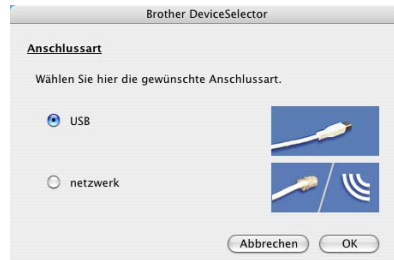 Brother DeviceSelector
Anschlussart
Wählen Sie hier die gewünschte Anschlussart.
USB
netzwerk
Abbrechen
OK